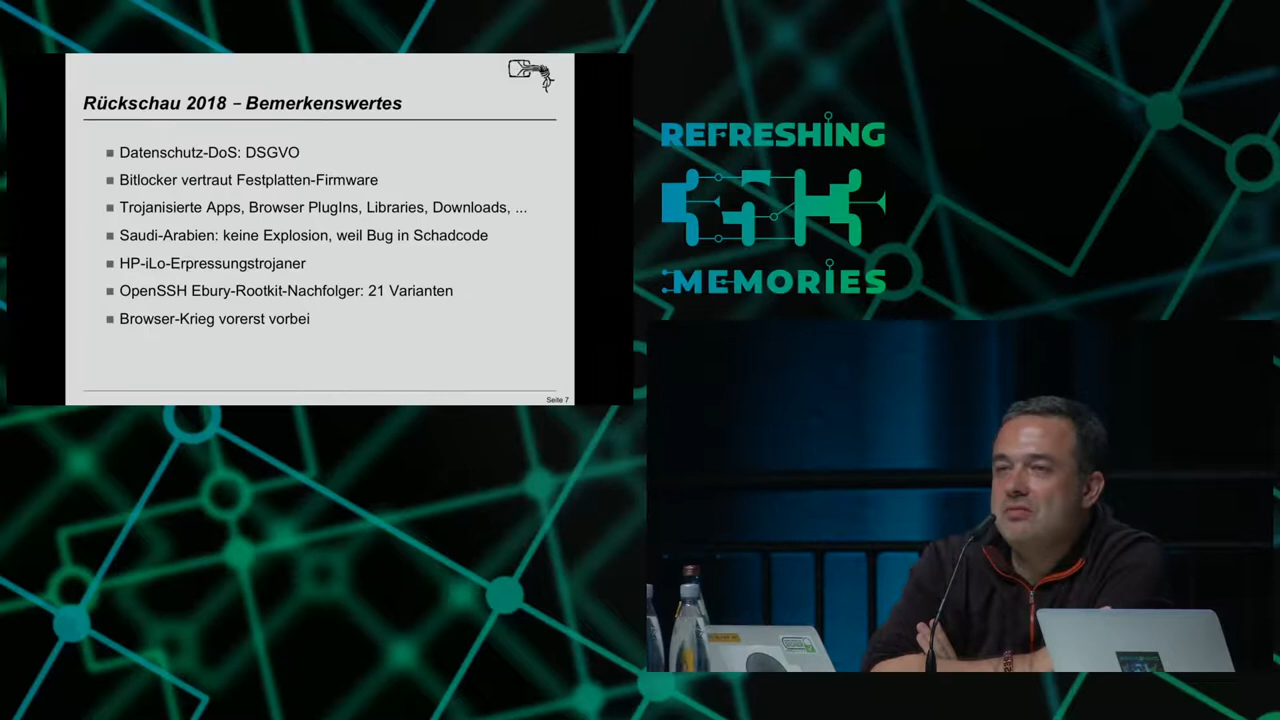 Rückschau 2018 – Bemerkenswertes
Datenschutz-DoS: DSGVO
Bitlocker vertraut Festplatten-Firmware
Trojanisierte Apps, Browser PlugIns, Libraries, Downloads, ...
Saudi-Arabien: keine Explosion, weil Bug in Schadcode
HP-iLo-Erpressungstrojaner
OpenSSH Ebury-Rootkit-Nachfolger: 21 Varianten
Browser-Krieg vorerst vorbei
Seite 7
REFRESHING
MEMORIES